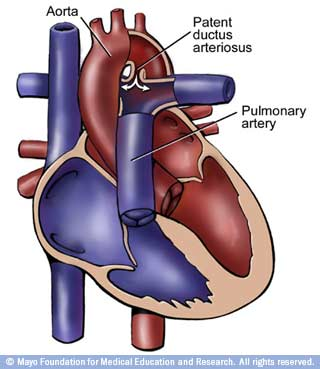 Aorta
Patent
ductus
arteriosus
Pulmonary
artery
© Mayo Foundation for Medical Education and Research. All rights reserved.